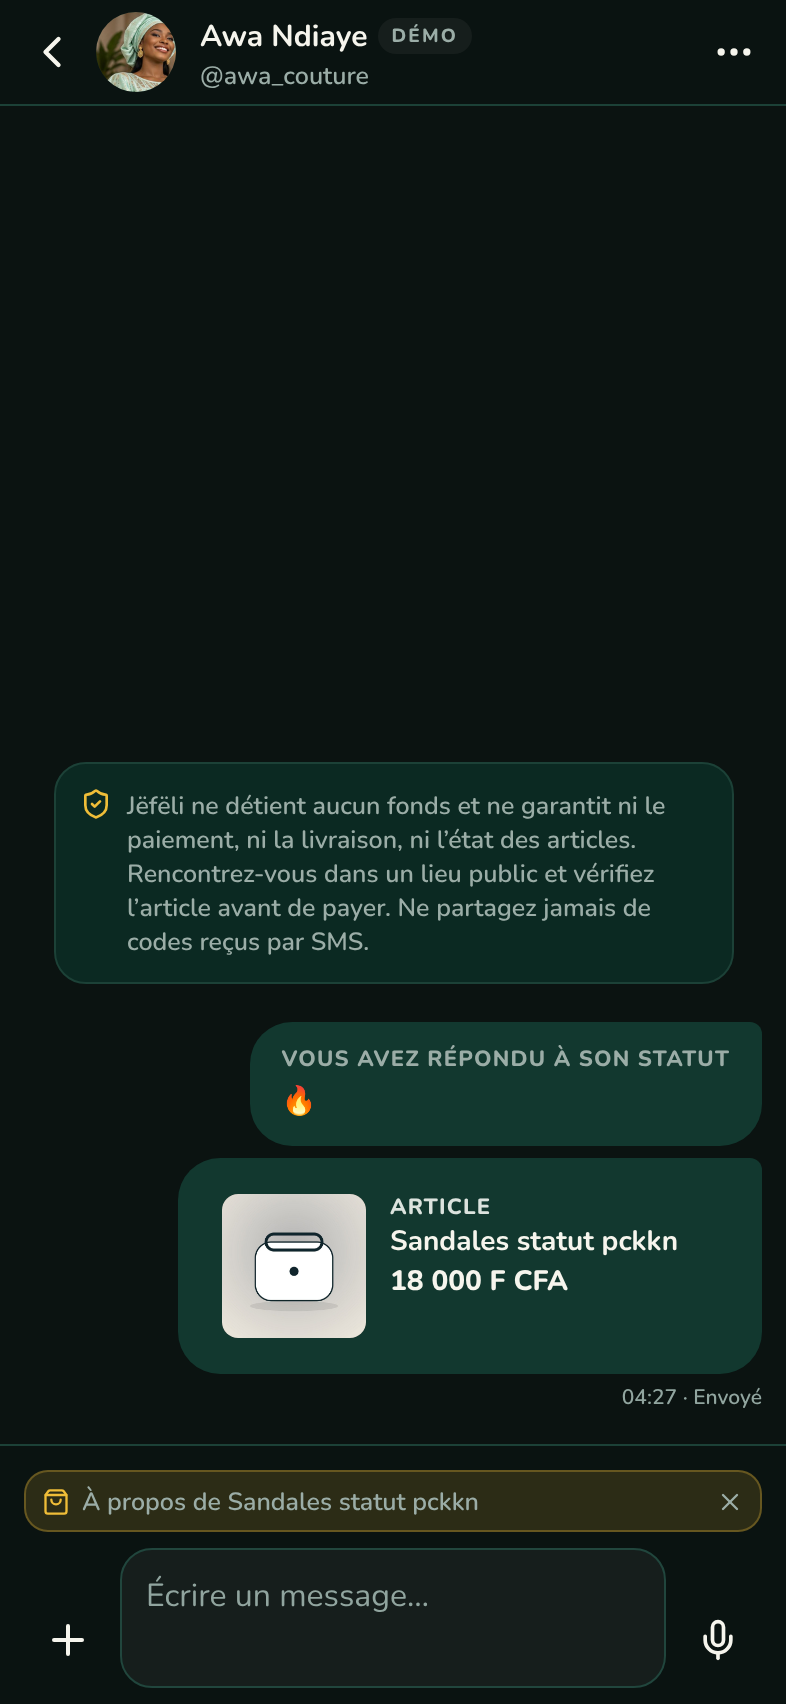 Awa Ndiaye DÉMO
@awa_couture
Jëfëli ne détient aucun fonds et ne garantit ni le
paiement, ni la livraison, ni l’état des articles.
Rencontrez-vous dans un lieu public et vérifiez
l’article avant de payer. Ne partagez jamais de
codes reçus par SMS.
VOUS AVEZ RÉPONDU À SON STATUT
🔥
ARTICLE
Sandales statut pckkn
18 000 F CFA
04:27 · Envoyé
À propos de Sandales statut pckkn
Écrire un message...